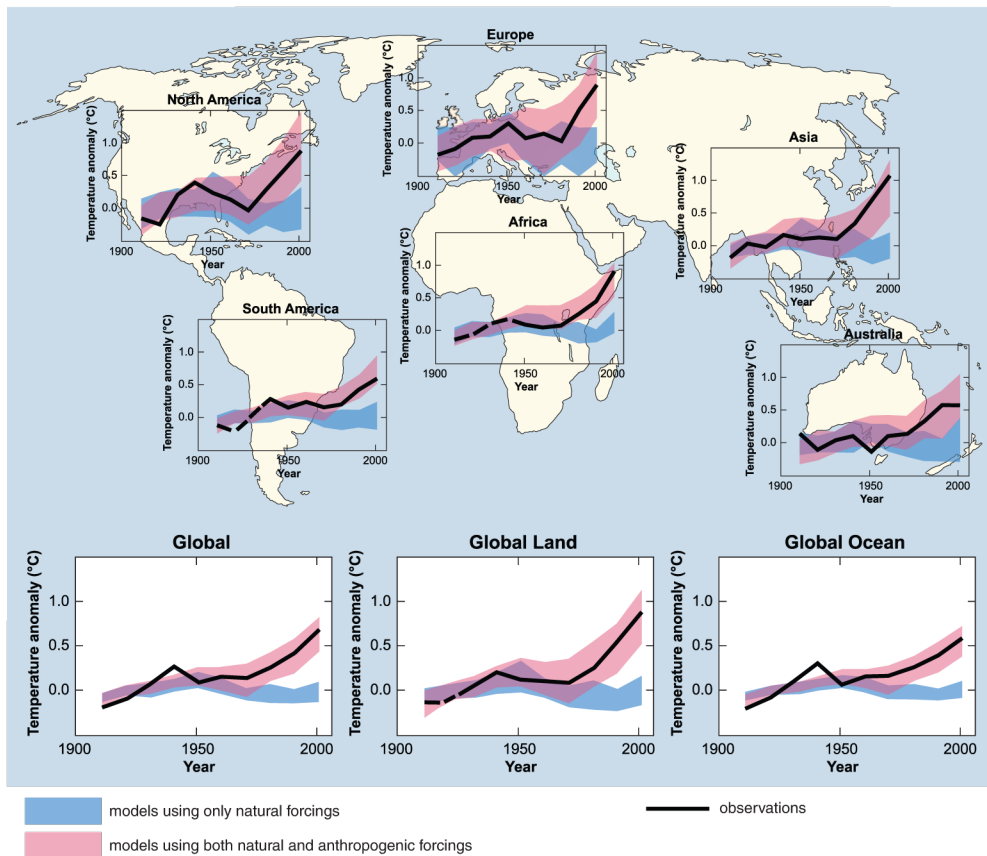 Europe
Temperature anomaly (°C)
1.0
0.5
0.0
1900
1950
2000
Year
North America
Temperature anomaly (°C)
1.0
0.5
0.0
1900
1950
2000
Year
Asia
Temperature anomaly (°C)
1.0
0.5
0.0
1900
1950
2000
Year
Africa
Temperature anomaly (°C)
1.0
0.5
0.0
1900
1950
2000
Year
South America
Temperature anomaly (°C)
1.0
0.5
0.0
1900
1950
2000
Year
Australia
Temperature anomaly (°C)
1.0
0.5
0.0
1900
1950
2000
Year
Global
Temperature anomaly (°C)
1.0
0.5
0.0
1900
1950
2000
Year
Global Land
Temperature anomaly (°C)
1.0
0.5
0.0
1900
1950
2000
Year
Global Ocean
Temperature anomaly (°C)
1.0
0.5
0.0
1900
1950
2000
Year
models using only natural forcings
observations
models using both natural and anthropogenic forcings